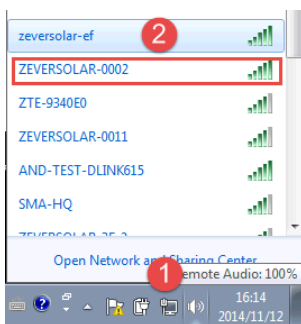 zeversolar-ef
2
ZEVERSOLAR-0002
ZTE-9340E0
ZEVERSOLAR-0011
AND-TEST-DLINK615
SMA-HQ
Open Network and Sharing Center
1
emote Audio: 100%
16:14
2014/11/12